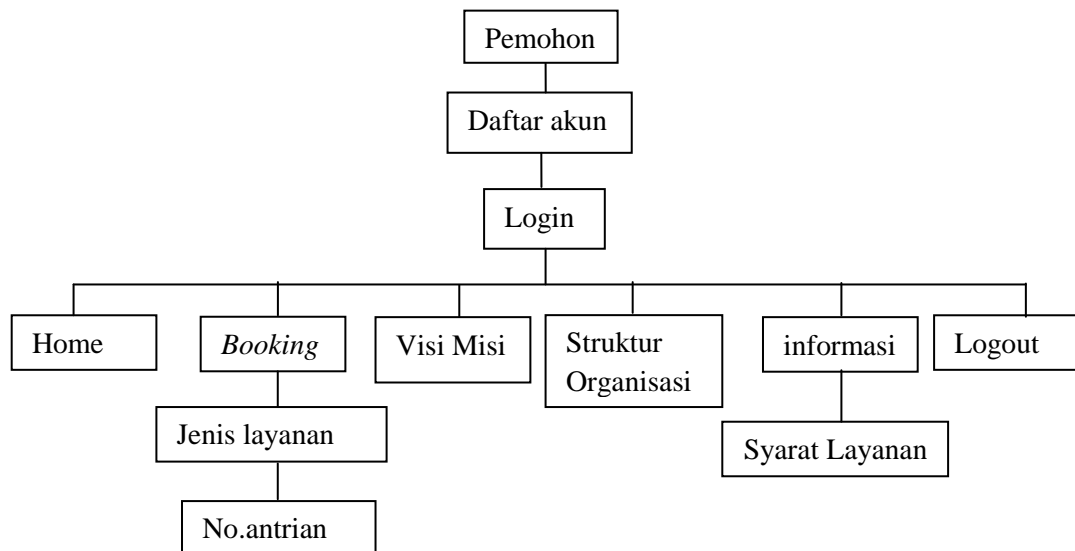 Pemohon
Daftar akun
Login
Home
Booking
Visi Misi
Struktur
Organisasi
informasi
Logout
Jenis layanan
Syarat Layanan
No.antrian